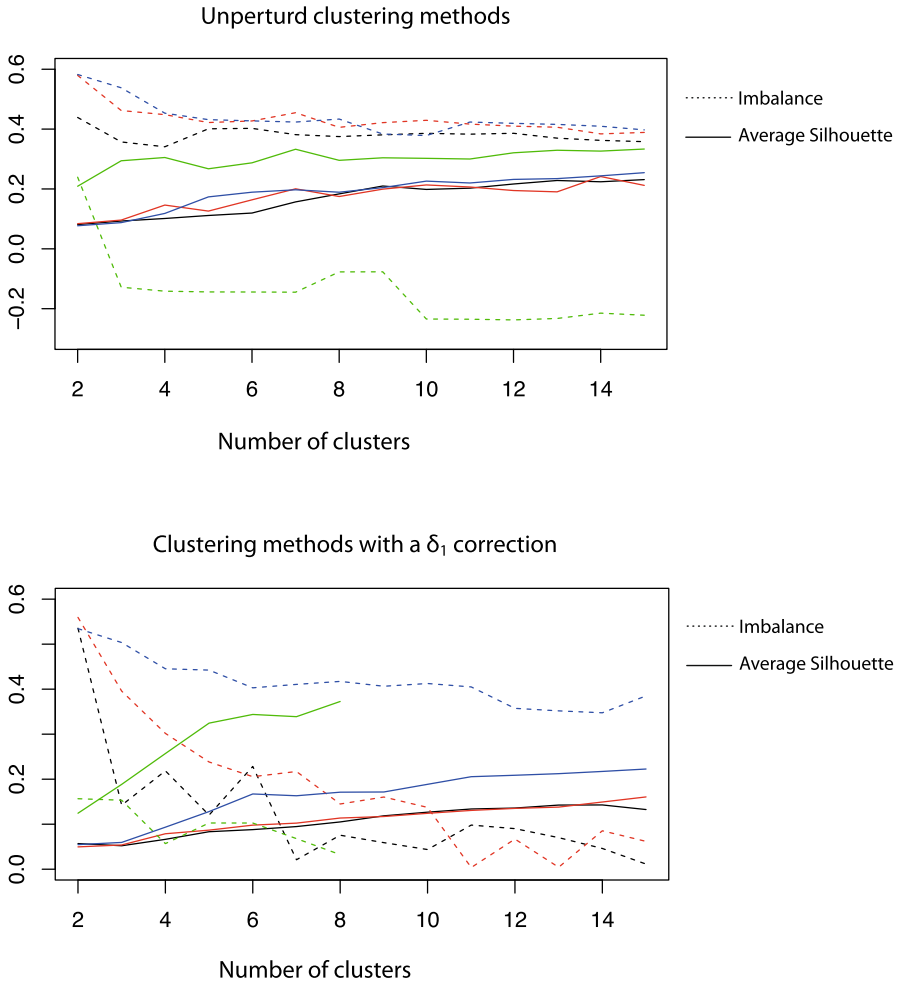 Unperturd clustering methods
0.6
0.4
0.2
0.0
−0.2
Imbalance
Average Silhouette
2 4 6 8 10 12 14
Number of clusters
Clustering methods with a δ₁ correction
0.6
0.4
0.2
0.0
Imbalance
Average Silhouette
2 4 6 8 10 12 14
Number of clusters